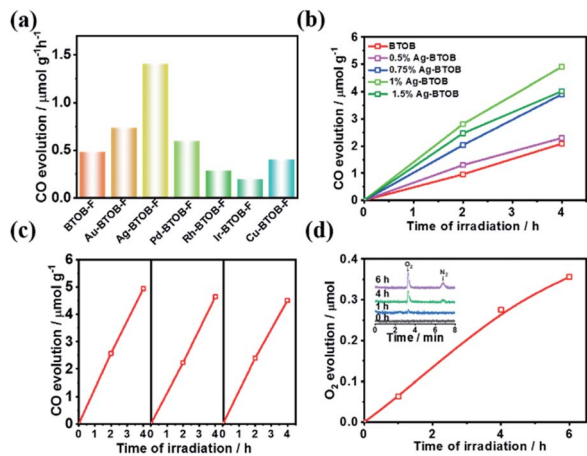 (a)
CO evolution / μmol g⁻¹h⁻¹
1.5
1.0
0.5
0.0
BTOB-F
Au-BTOB-F
Ag-BTOB-F
Pd-BTOB-F
Rh-BTOB-F
Ir-BTOB-F
Cu-BTOB-F
(b)
CO evolution / μmol g⁻¹
5
4
3
2
1
0
BTOB
0.5% Ag-BTOB
0.75% Ag-BTOB
1% Ag-BTOB
1.5% Ag-BTOB
0 1 2 3 4
Time of irradiation / h
(c)
CO evolution / μmol g⁻¹
6
5
4
3
2
1
0
0 1 2 3 40 1 2 3 40 1 2 3 4
Time of irradiation / h
(d)
O₂ evolution / μmol
0.4
0.3
0.2
0.1
0.0
O₂
N₂
6 h
4 h
1 h
0 h
0 2 4 6 8
Time / min
0 2 4 6
Time of irradiation / h